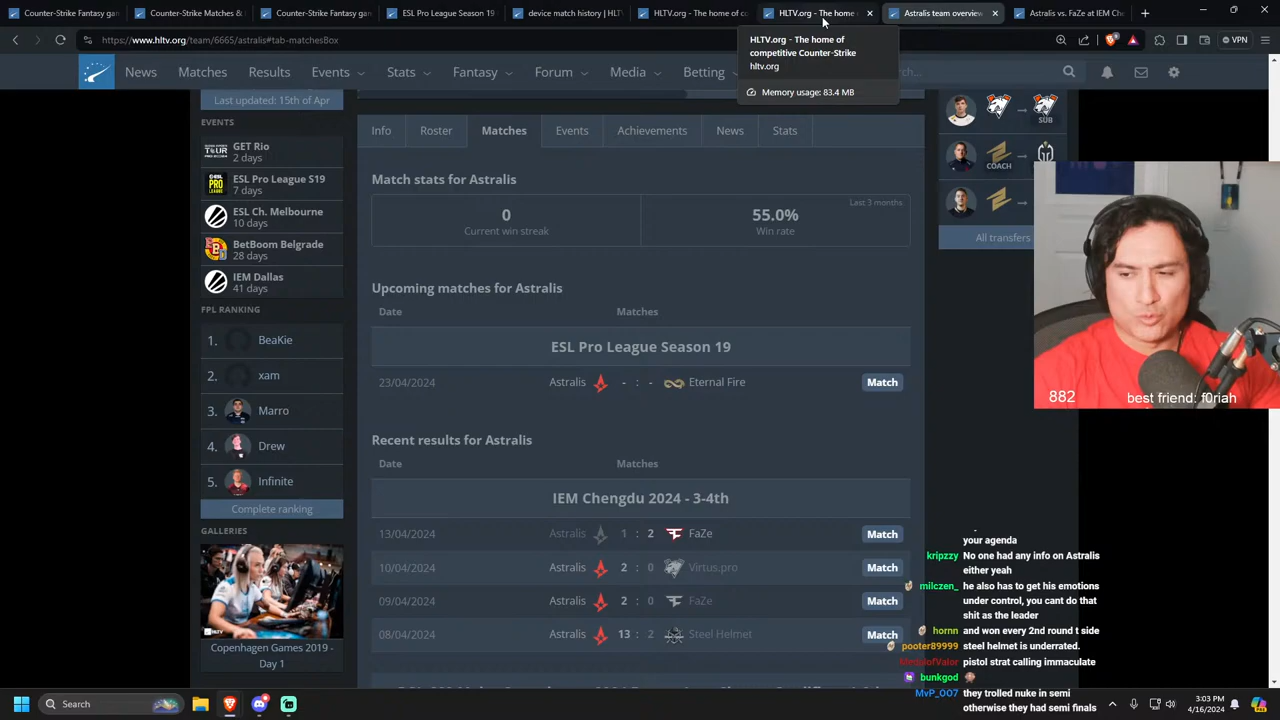 Counter-Strike Fantasy gam
Counter-Strike Matches &
Counter-Strike Fantasy gam
ESL Pro League Season 19
device match history | HLT
HLTV.org - The home of co
HLTV.org - The home
Astralis team overview
Astralis vs. FaZe at IEM Ch
https://www.hltv.org/team/6665/astralis#tab-matchesBox
VPN
HLTV.org - The home of
competitive Counter-Strike
hltv.org
Memory usage: 83.4 MB
News
Matches
Results
Events
Stats
Fantasy
Forum
Media
Betting
rch...
Last updated: 15th of Apr
EVENTS
GET Rio
2 days
ESL Pro League S19
7 days
ESL Ch. Melbourne
10 days
BetBoom Belgrade
28 days
IEM Dallas
41 days
FPL RANKING
1. BeaKie
2. xam
3. Marro
4. Drew
5. Infinite
Complete ranking
GALLERIES
HLTV
Copenhagen Games 2019 -
Day 1
Info
Roster
Matches
Events
Achievements
News
Stats
Match stats for Astralis
Last 3 months
0
Current win streak
55.0%
Win rate
Upcoming matches for Astralis
Date Matches
ESL Pro League Season 19
23/04/2024 Astralis - : - Eternal Fire Match
Recent results for Astralis
Date Matches
IEM Chengdu 2024 - 3-4th
13/04/2024 Astralis 1 : 2 FaZe Match
10/04/2024 Astralis 2 : 0 Virtus.pro Match
09/04/2024 Astralis 2 : 0 FaZe Match
08/04/2024 Astralis 13 : 2 Steel Helmet Match
SUB
COACH
All transfers
882
best friend: f0riah
your agenda
kripzzy No one had any info on Astralis
either yeah
milczen_ he also has to get his emotions
under control, you cant do that
shit as the leader
hornn and won every 2nd round t side
pooter89999 steel helmet is underrated.
MedalofValor pistol strat calling immaculate
bunkgod
MvP_007 they trolled nuke in semi
otherwise they had semi finals
Search
3:03 PM
4/16/2024